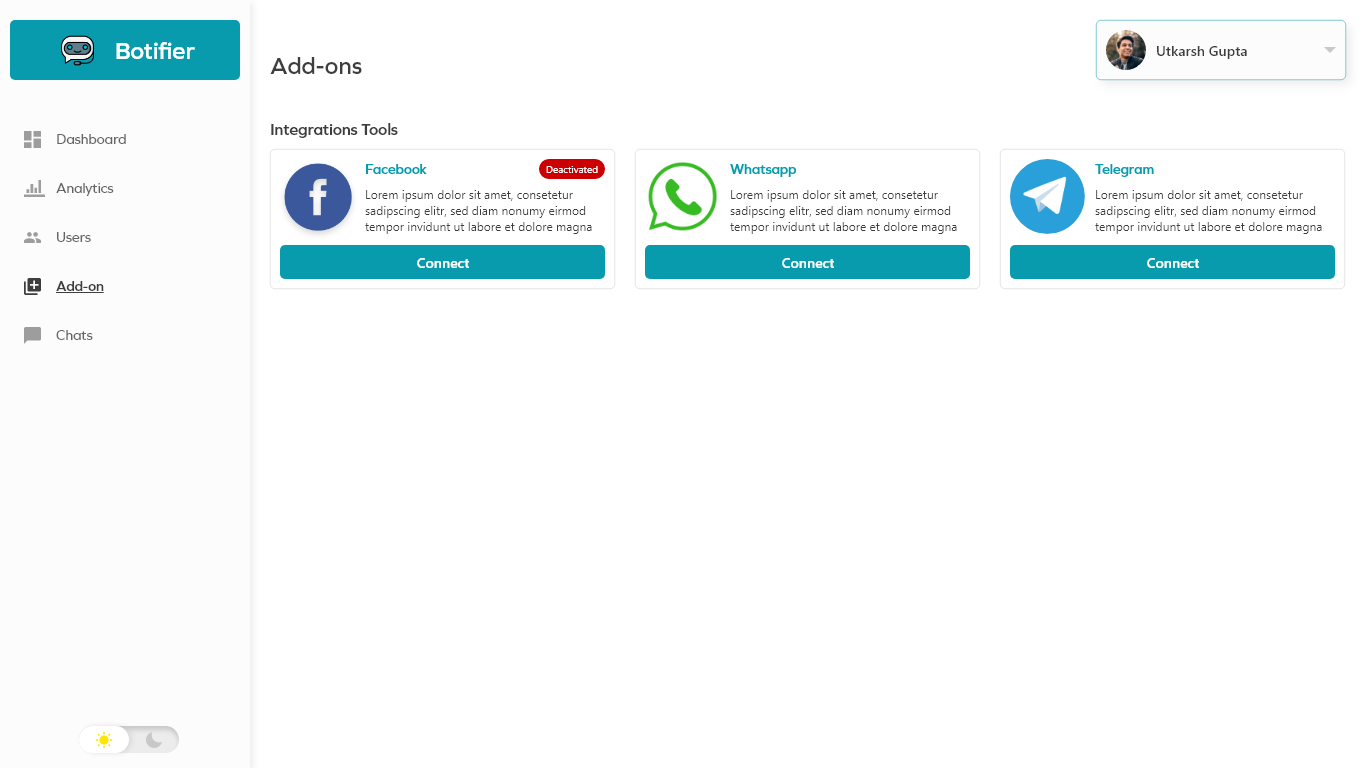 Botifier
Utkarsh Gupta
Add-ons
Dashboard
Analytics
Users
Add-on
Chats
Integrations Tools
Facebook
Deactivated
Lorem ipsum dolor sit amet, consetetur
sadipscing elitr, sed diam nonumy eirmod
tempor invidunt ut labore et dolore magna
Connect
Whatsapp
Lorem ipsum dolor sit amet, consetetur
sadipscing elitr, sed diam nonumy eirmod
tempor invidunt ut labore et dolore magna
Connect
Telegram
Lorem ipsum dolor sit amet, consetetur
sadipscing elitr, sed diam nonumy eirmod
tempor invidunt ut labore et dolore magna
Connect